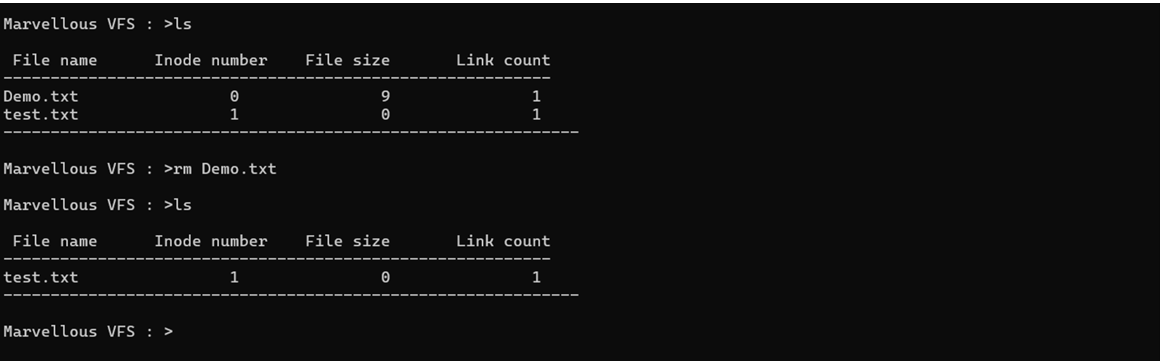 Marvellous VFS : >ls
File name Inode number File size Link count
----------------------------------------------------------
Demo.txt 0 9 1
test.txt 1 0 1
-------------------------------------------------------------
Marvellous VFS : >rm Demo.txt
Marvellous VFS : >ls
File name Inode number File size Link count
----------------------------------------------------------
test.txt 1 0 1
-------------------------------------------------------------
Marvellous VFS : >